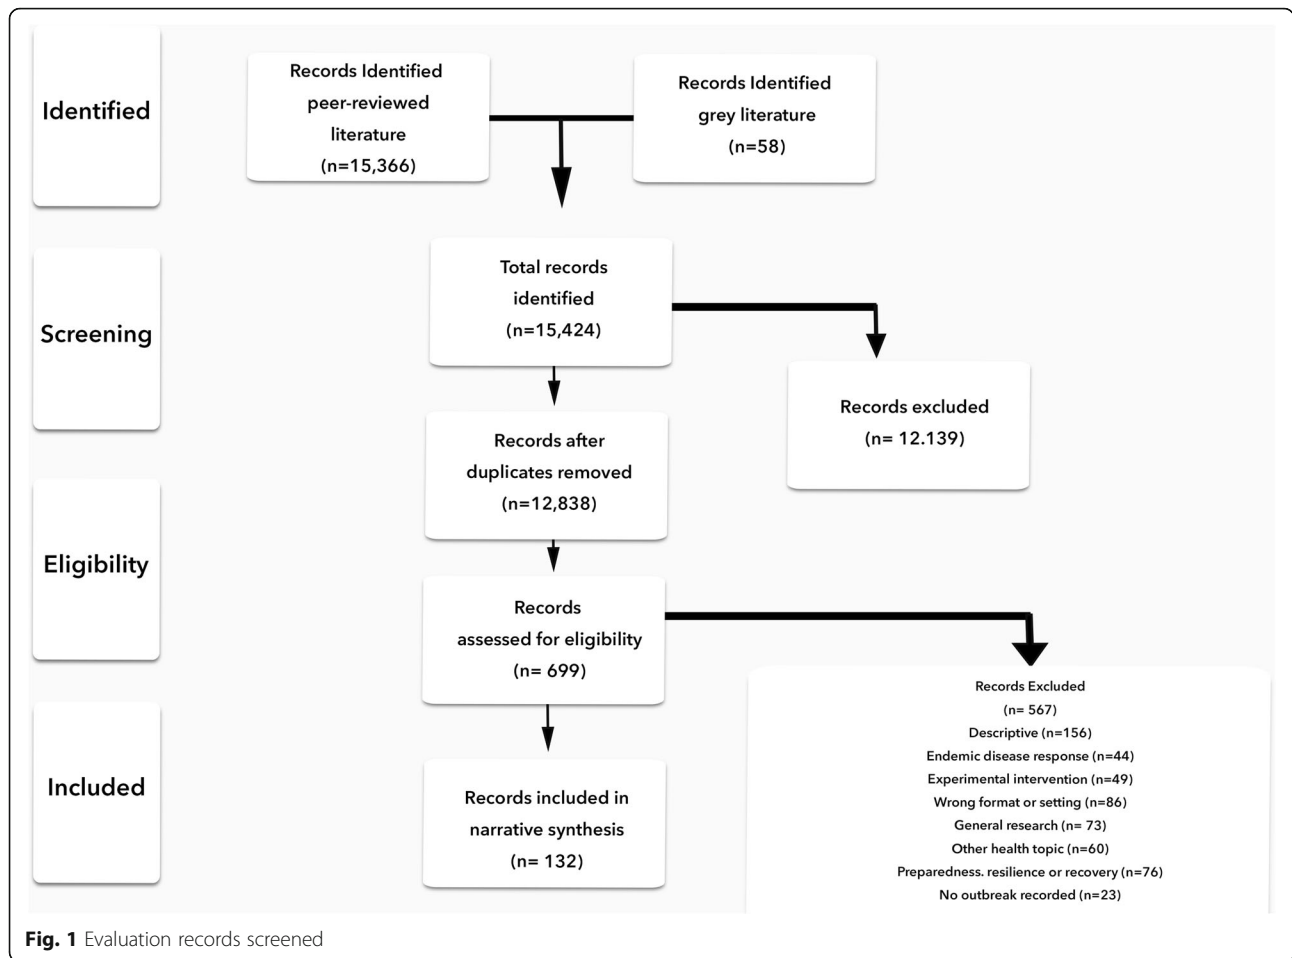 Identified
Records Identified
peer-reviewed
literature
(n=15,366)
Records Identified
grey literature
(n=58)
Screening
Total records
identified
(n=15,424)
Records excluded
(n= 12.139)
Records after
duplicates removed
(n=12,838)
Eligibility
Records
assessed for eligibility
(n= 699)
Records Excluded
(n= 567)
Descriptive (n=156)
Endemic disease response (n=44)
Experimental intervention (n=49)
Wrong format or setting (n=86)
General research (n= 73)
Other health topic (n=60)
Preparedness. resilience or recovery (n=76)
No outbreak recorded (n=23)
Included
Records included in
narrative synthesis
(n= 132)
Fig. 1 Evaluation records screened